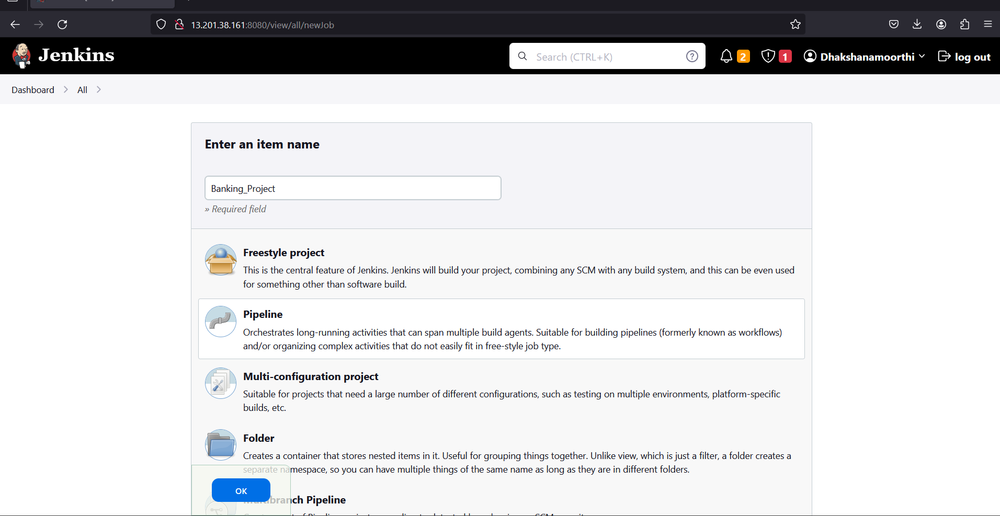 13.201.38.161:8080/view/all/newJob
Jenkins
Search (CTRL+K)
2
1
Dhakshanamoorthi
log out
Dashboard
All
Enter an item name
Banking_Project
» Required field
Freestyle project
This is the central feature of Jenkins. Jenkins will build your project, combining any SCM with any build system, and this can be even used
for something other than software build.
Pipeline
Orchestrates long-running activities that can span multiple build agents. Suitable for building pipelines (formerly known as workflows)
and/or organizing complex activities that do not easily fit in free-style job type.
Multi-configuration project
Suitable for projects that need a large number of different configurations, such as testing on multiple environments, platform-specific
builds, etc.
Folder
Creates a container that stores nested items in it. Useful for grouping things together. Unlike view, which is just a filter, a folder creates a
separate namespace, so you can have multiple things of the same name as long as they are in different folders.
OK
Multibranch Pipeline